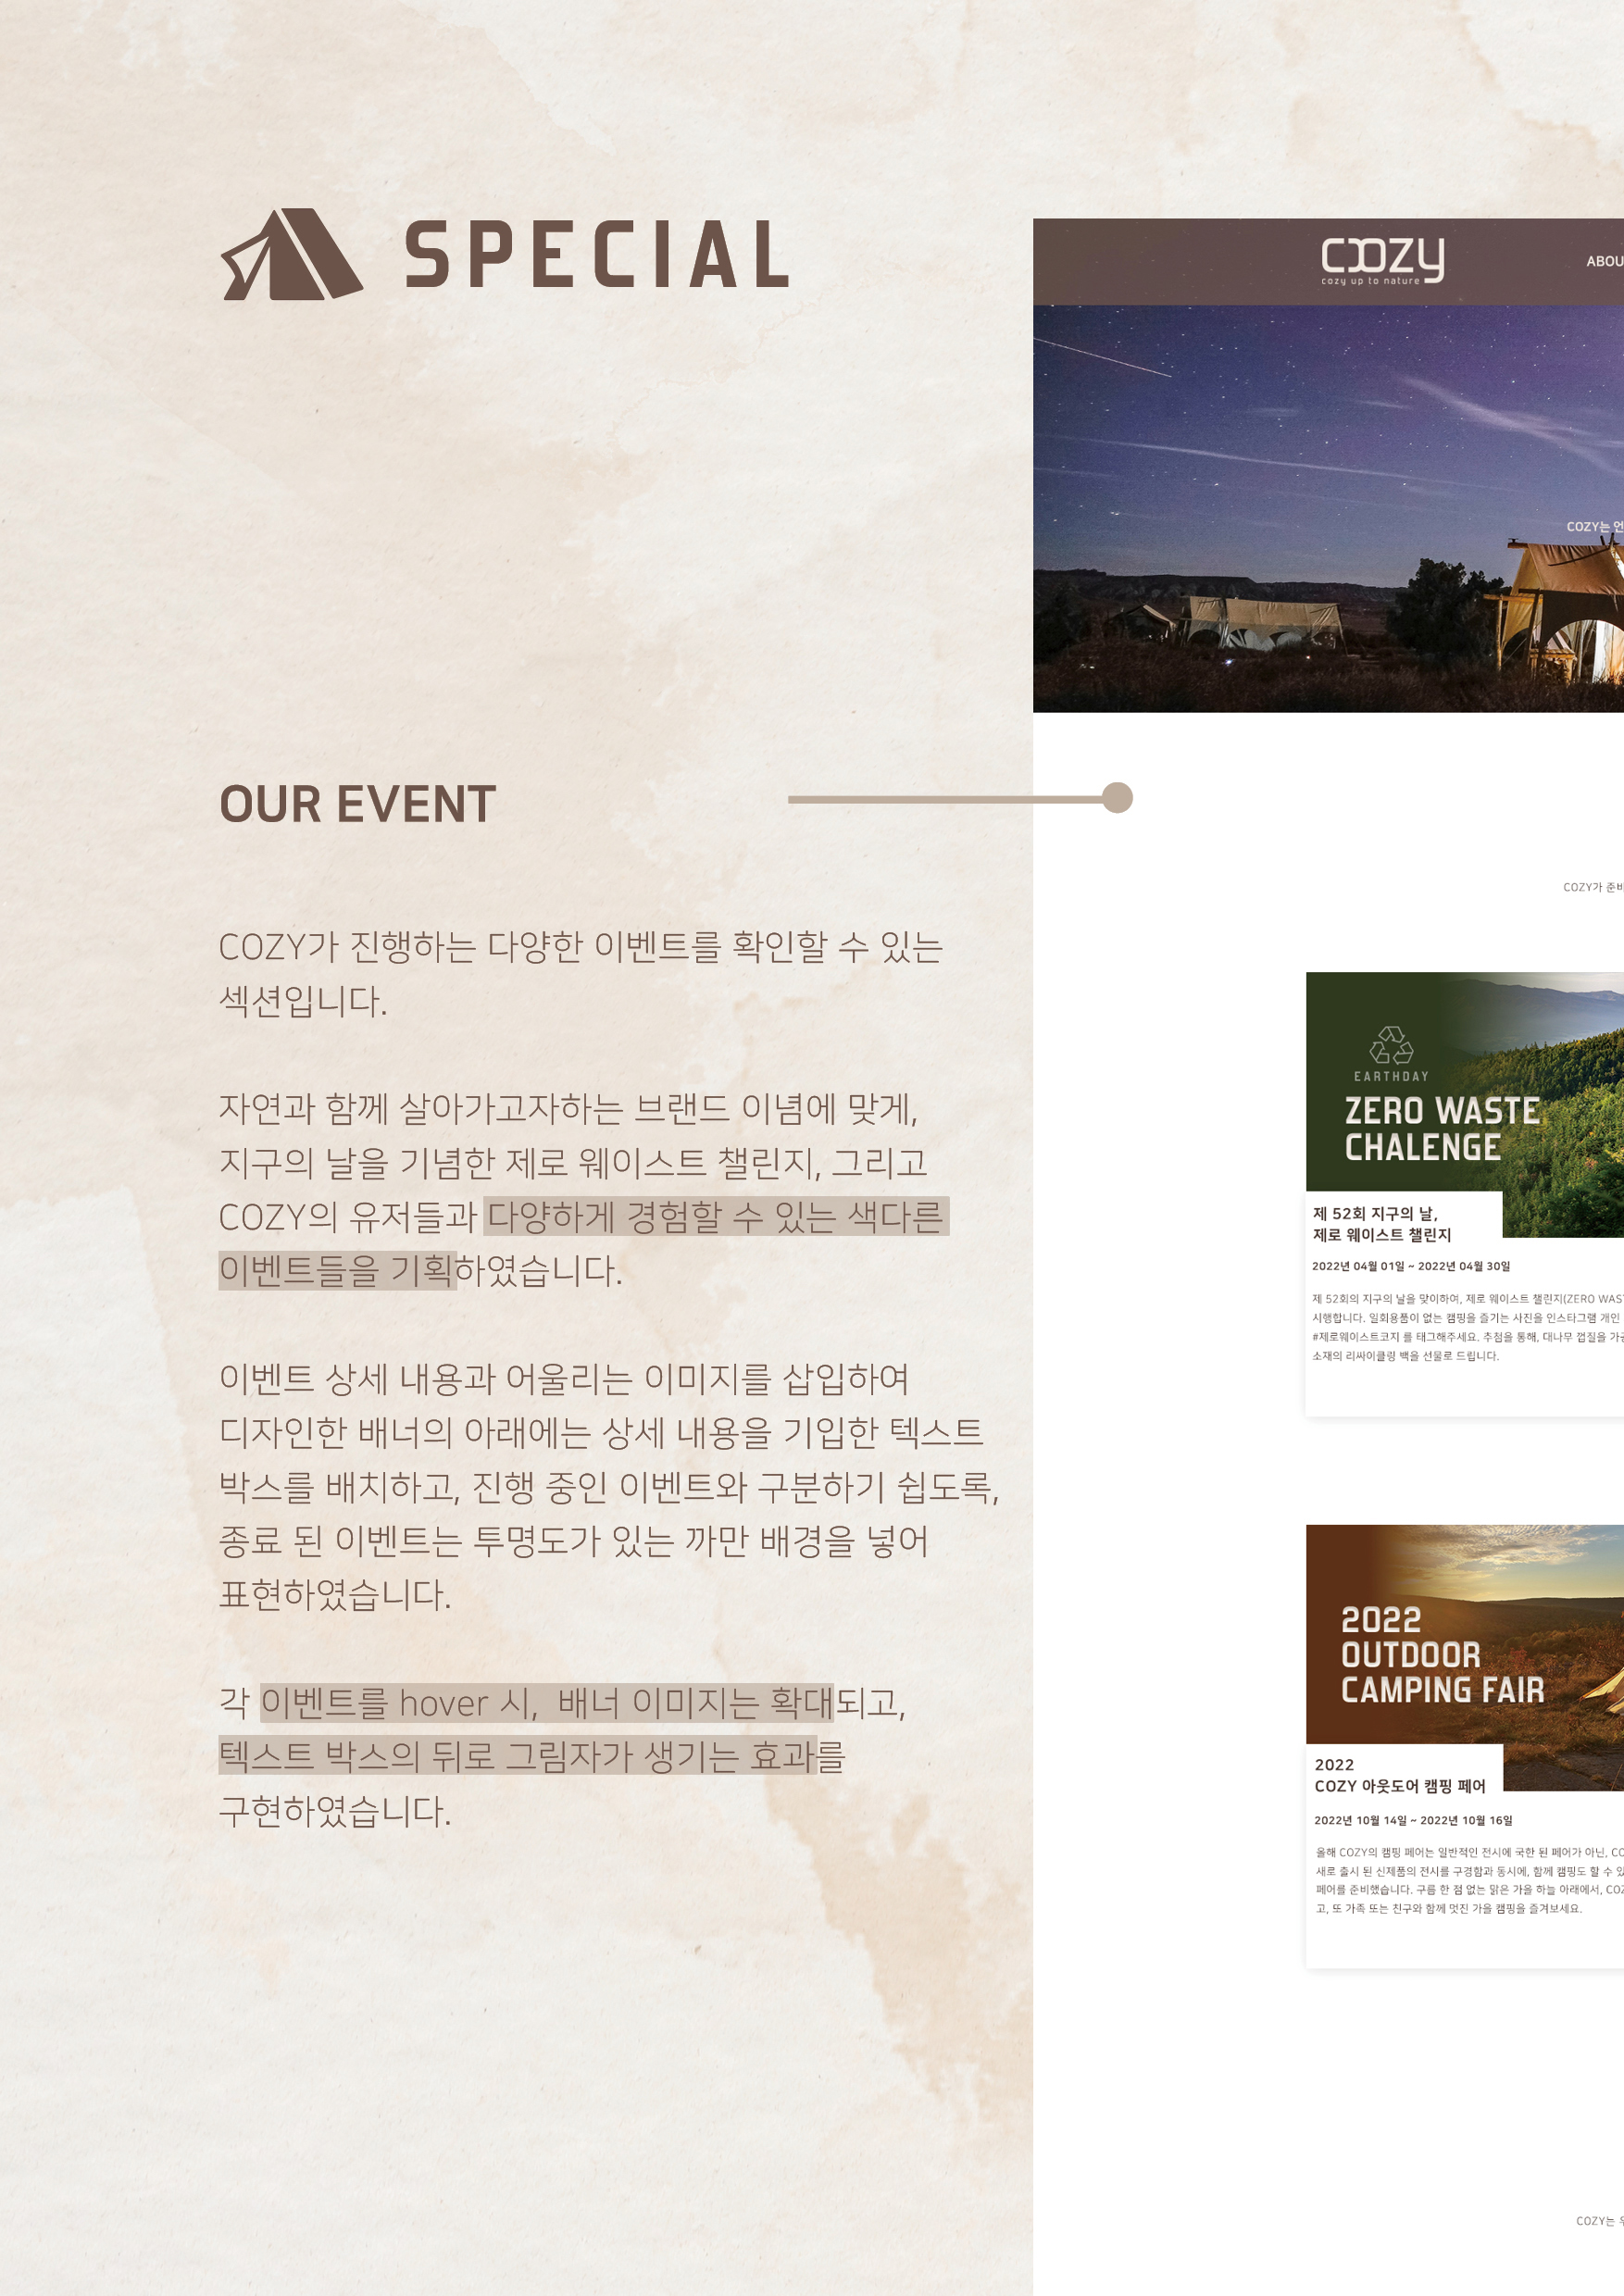 SPECIAL
OUR EVENT
COZY가 진행하는 다양한 이벤트를 확인할 수 있는
섹션입니다.
자연과 함께 살아가고자하는 브랜드 이념에 맞게,
지구의 날을 기념한 제로 웨이스트 챌린지, 그리고
COZY의 유저들과 다양하게 경험할 수 있는 색다른
이벤트들을 기획하였습니다.
이벤트 상세 내용과 어울리는 이미지를 삽입하여
디자인한 배너의 아래에는 상세 내용을 기입한 텍스트
박스를 배치하고, 진행 중인 이벤트와 구분하기 쉽도록,
종료 된 이벤트는 투명도가 있는 까만 배경을 넣어
표현하였습니다.
각 이벤트를 hover 시, 배너 이미지는 확대되고,
텍스트 박스의 뒤로 그림자가 생기는 효과를
구현하였습니다.
COZY
cozy up to nature
ABOU
COZY는 언
COZY가 준비
EARTHDAY
ZERO WASTE
CHALENGE
제 52회 지구의 날,
제로 웨이스트 챌린지
2022년 04월 01일 ~ 2022년 04월 30일
제 52회의 지구의 날을 맞이하여, 제로 웨이스트 챌린지(ZERO WAS
시행합니다. 일회용품이 없는 캠핑을 즐기는 사진을 인스타그램 개인
#제로웨이스트코지 를 태그해주세요. 추첨을 통해, 대나무 껍질을 가공
소재의 리싸이클링 백을 선물로 드립니다.
2022
OUTDOOR
CAMPING FAIR
2022
COZY 아웃도어 캠핑 페어
2022년 10월 14일 ~ 2022년 10월 16일
올해 COZY의 캠핑 페어는 일반적인 전시에 국한 된 페어가 아닌, CO
새로 출시 된 신제품의 전시를 구경함과 동시에, 함께 캠핑도 할 수 있
페어를 준비했습니다. 구름 한 점 없는 맑은 가을 하늘 아래에서, COZ
고, 또 가족 또는 친구와 함께 멋진 가을 캠핑을 즐겨보세요.
COZY는